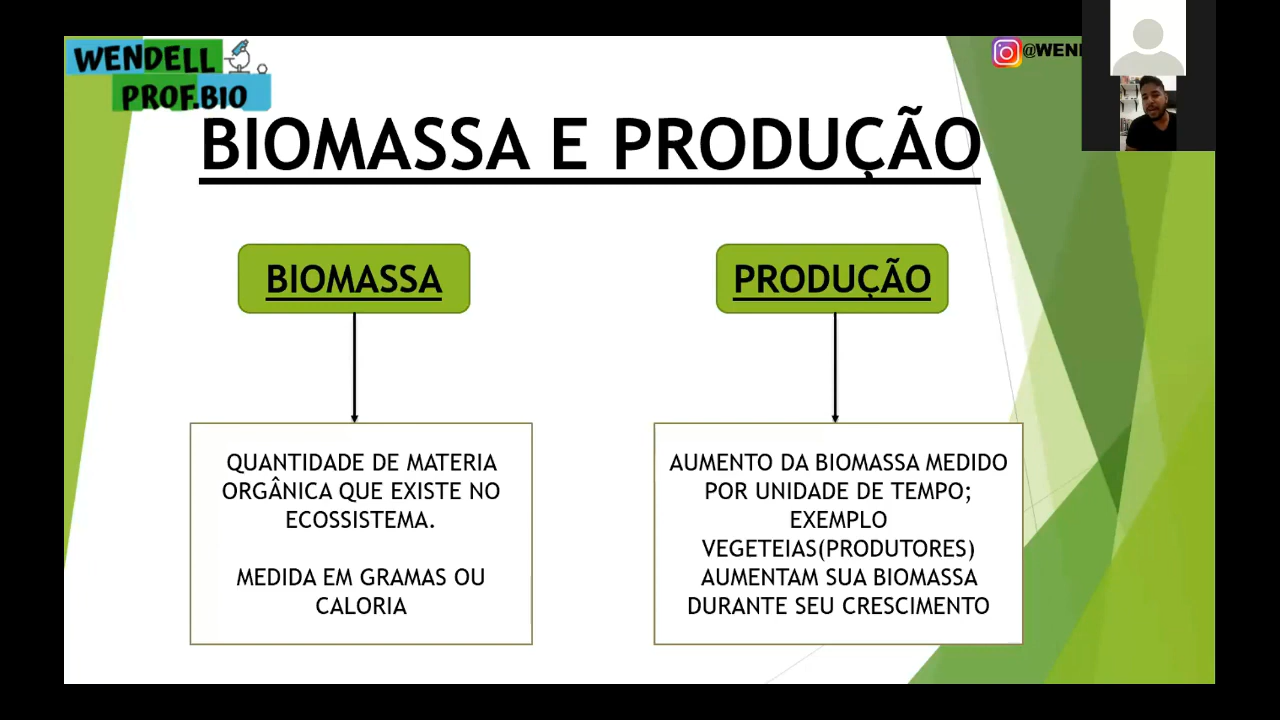 WENDELL
PROF.BIO
BIOMASSA E PRODUÇÃO
BIOMASSA
QUANTIDADE DE MATERIA
ORGÂNICA QUE EXISTE NO
ECOSSISTEMA.
MEDIDA EM GRAMAS OU
CALORIA
PRODUÇÃO
AUMENTO DA BIOMASSA MEDIDO
POR UNIDADE DE TEMPO;
EXEMPLO
VEGETEIAS(PRODUTORES)
AUMENTAM SUA BIOMASSA
DURANTE SEU CRESCIMENTO